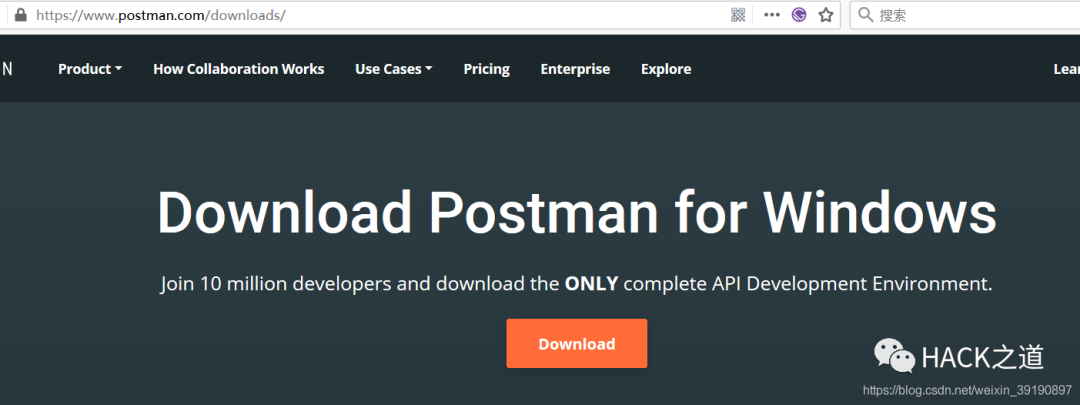 https://www.postman.com/downloads/
搜索
N Product How Collaboration Works Use Cases Pricing Enterprise Explore Lear
Download Postman for Windows
Join 10 million developers and download the ONLY complete API Development Environment.
Download
HACK之道
https://blog.csdn.net/weixin_39190897